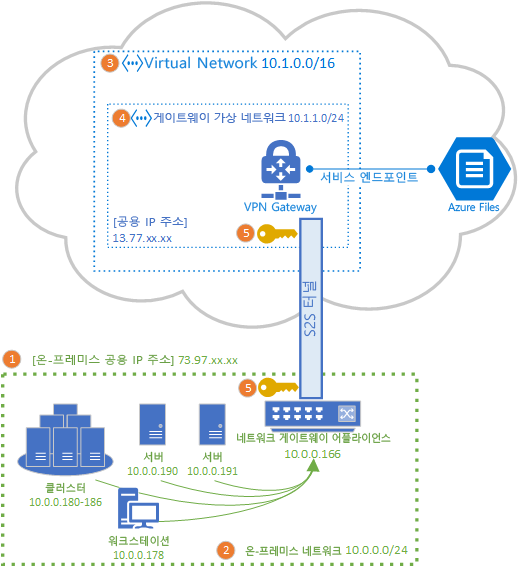 3 Virtual Network 10.1.0.0/16
4 게이트웨이 가상 네트워크 10.1.1.0/24
서비스 엔드포인트
VPN Gateway
Azure Files
[공용 IP 주소]
13.77.xx.xx
5
S2S 터널
1 [온-프레미스 공용 IP 주소] 73.97.xx.xx
5
네트워크 게이트웨이 어플라이언스
10.0.0.166
서버
10.0.0.190
서버
10.0.0.191
클러스터
10.0.0.180-186
워크스테이션
10.0.0.178
2 온-프레미스 네트워크 10.0.0.0/24